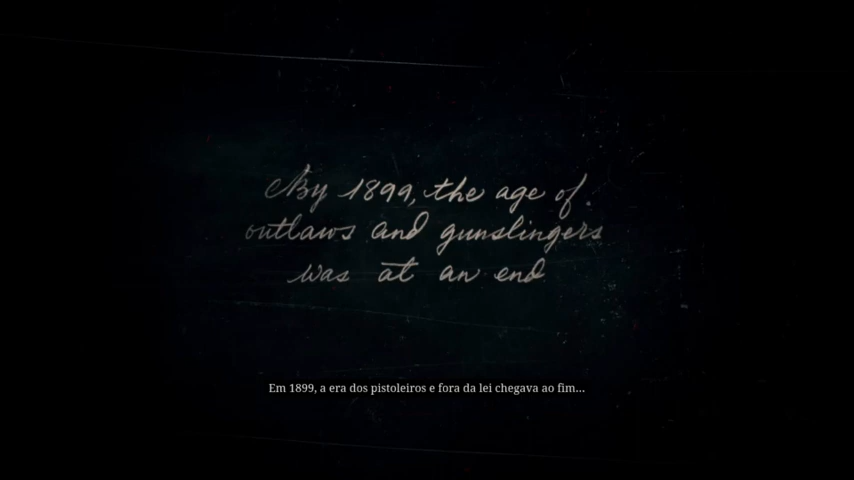 By 1899, the age of
outlaws and gunslingers
was at an end
Em 1899, a era dos pistoleiros e fora da lei chegava ao fim...